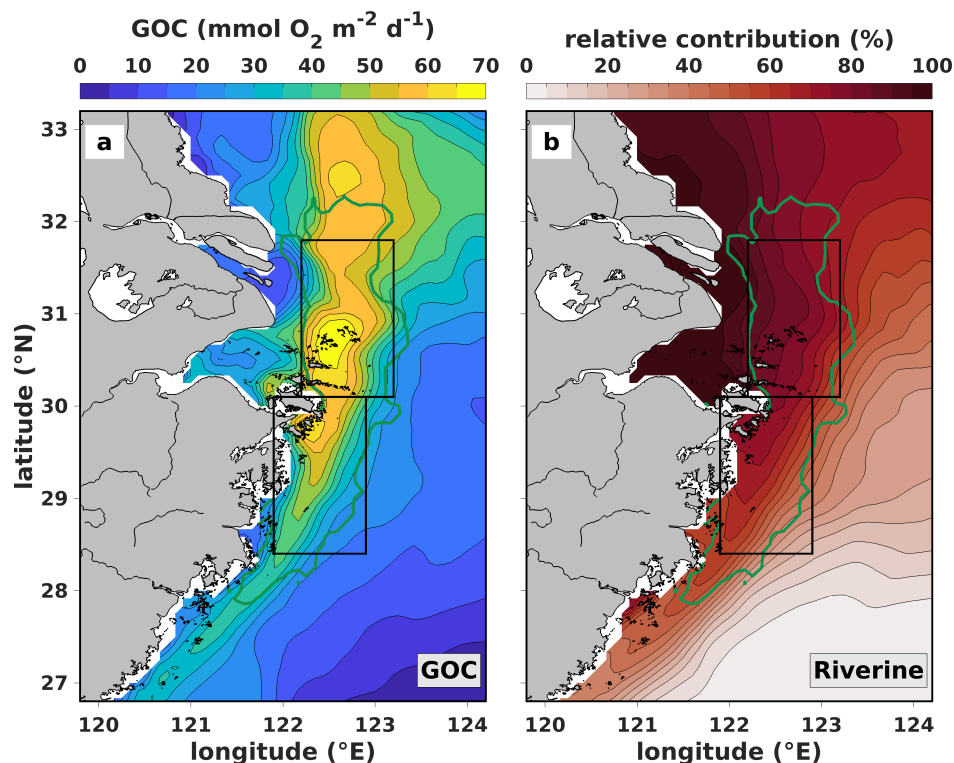 GOC (mmol O₂ m⁻² d⁻¹)
0 10 20 30 40 50 60 70
relative contribution (%)
0 20 40 60 80 100
a
b
33
32
31
30
29
28
27
latitude (°N)
GOC
Riverine
120 121 122 123 124
120 121 122 123 124
longitude (°E)
longitude (°E)